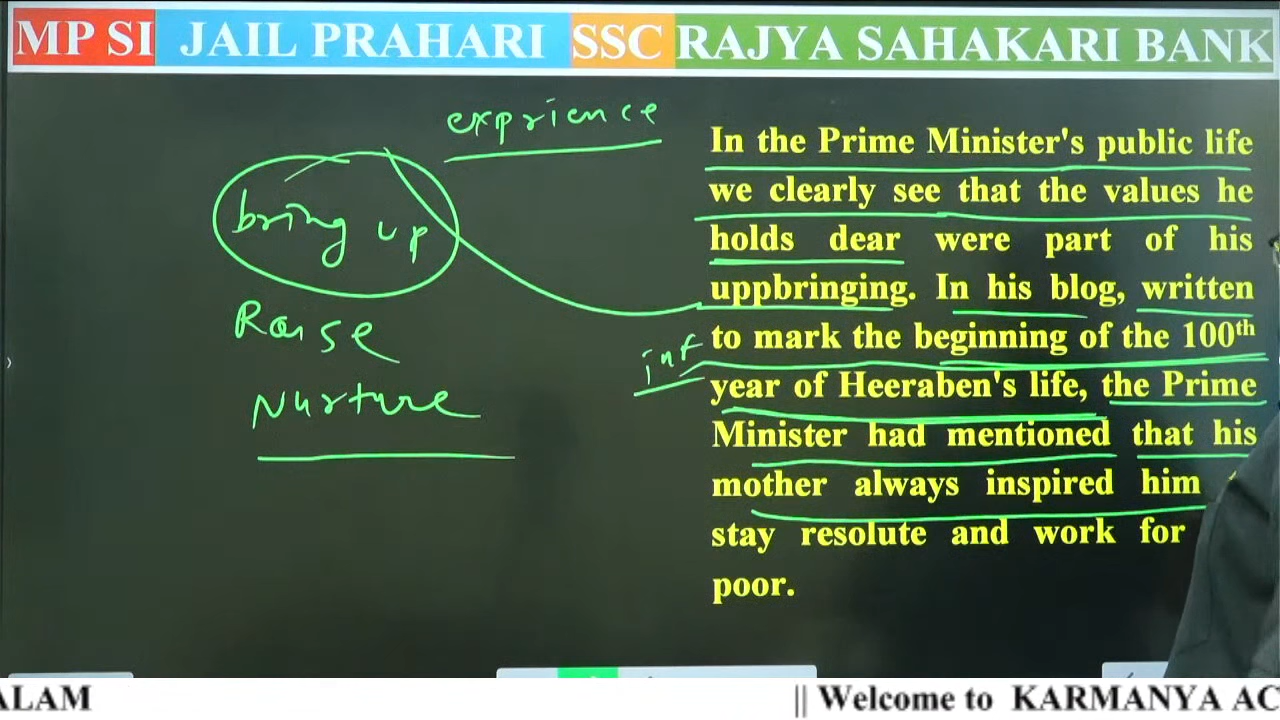 MP SI JAIL PRAHARI SSC RAJYA SAHAKARI BANK
exprience
bring up
Raise
Nurture
inf
In the Prime Minister's public life
we clearly see that the values he
holds dear were part of his
uppbringing. In his blog, written
to mark the beginning of the 100th
year of Heeraben's life, the Prime
Minister had mentioned that his
mother always inspired him
stay resolute and work for
poor.
ALAM || Welcome to KARMANYA AC